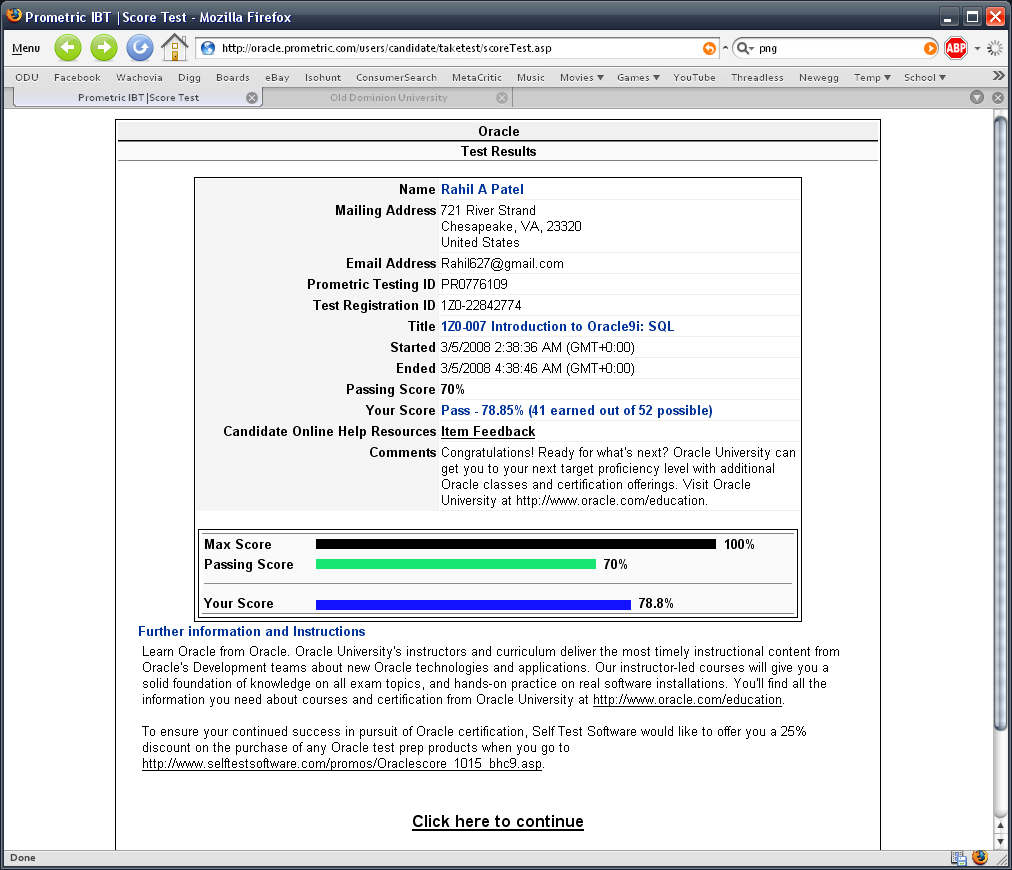 Prometric IBT |Score Test - Mozilla Firefox
Menu
http://oracle.prometric.com/users/candidate/taketest/scoreTest.asp
png
ABP
ODU Facebook Wachovia Digg Boards eBay Isohunt ConsumerSearch MetaCritic Music Movies Games YouTube Threadless Newegg Temp School
Prometric IBT |Score Test
Old Dominion University
Oracle
Test Results
Name Rahil A Patel
Mailing Address 721 River Strand
Chesapeake, VA, 23320
United States
Email Address Rahil627@gmail.com
Prometric Testing ID PR0776109
Test Registration ID 1Z0-22842774
Title 1Z0-007 Introduction to Oracle9i: SQL
Started 3/5/2008 2:38:36 AM (GMT+0:00)
Ended 3/5/2008 4:38:46 AM (GMT+0:00)
Passing Score 70%
Your Score Pass - 78.85% (41 earned out of 52 possible)
Candidate Online Help Resources Item Feedback
Comments Congratulations! Ready for what's next? Oracle University can
get you to your next target proficiency level with additional
Oracle classes and certification offerings. Visit Oracle
University at http://www.oracle.com/education.
Max Score 100%
Passing Score 70%
Your Score 78.8%
Further information and Instructions
Learn Oracle from Oracle. Oracle University's instructors and curriculum deliver the most timely instructional content from
Oracle's Development teams about new Oracle technologies and applications. Our instructor-led courses will give you a
solid foundation of knowledge on all exam topics, and hands-on practice on real software installations. You'll find all the
information you need about courses and certification from Oracle University at http://www.oracle.com/education.
To ensure your continued success in pursuit of Oracle certification, Self Test Software would like to offer you a 25%
discount on the purchase of any Oracle test prep products when you go to
http://www.selftestsoftware.com/promos/Oraclescore_1015_bhc9.asp.
Click here to continue
Done